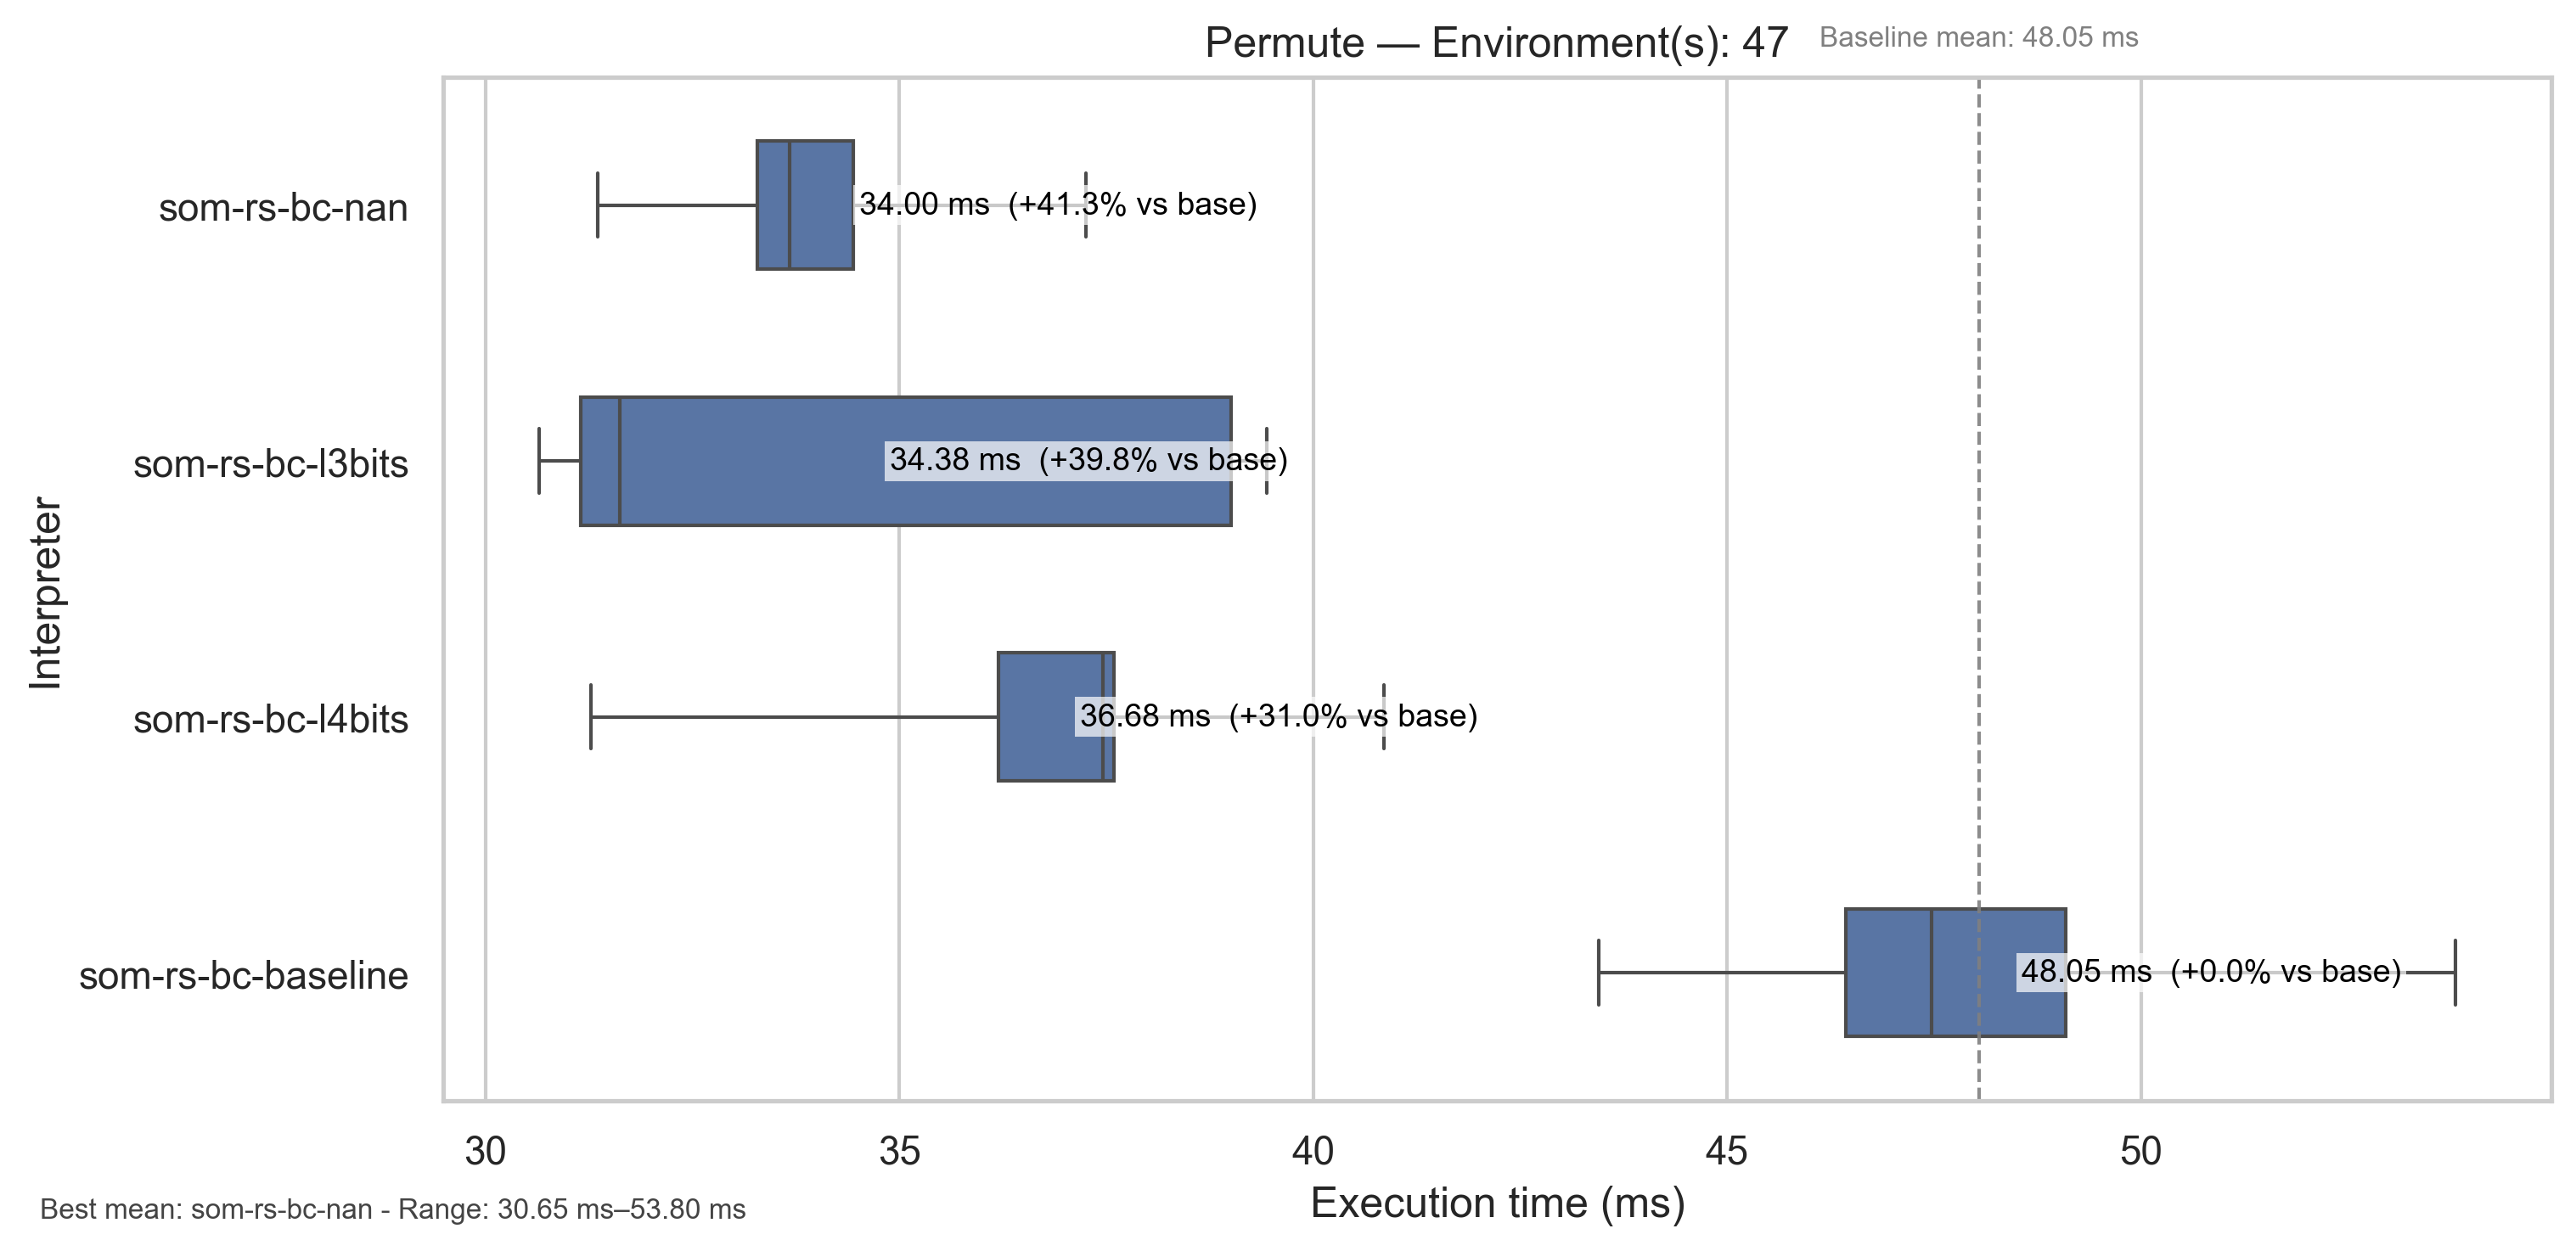 Permute — Environment(s): 47
Baseline mean: 48.05 ms
Interpreter
som-rs-bc-nan
34.00 ms  (+41.3% vs base)
som-rs-bc-l3bits
34.38 ms  (+39.8% vs base)
som-rs-bc-l4bits
36.68 ms  (+31.0% vs base)
som-rs-bc-baseline
48.05 ms  (+0.0% vs base)
30 35 40 45 50
Execution time (ms)
Best mean: som-rs-bc-nan - Range: 30.65 ms–53.80 ms